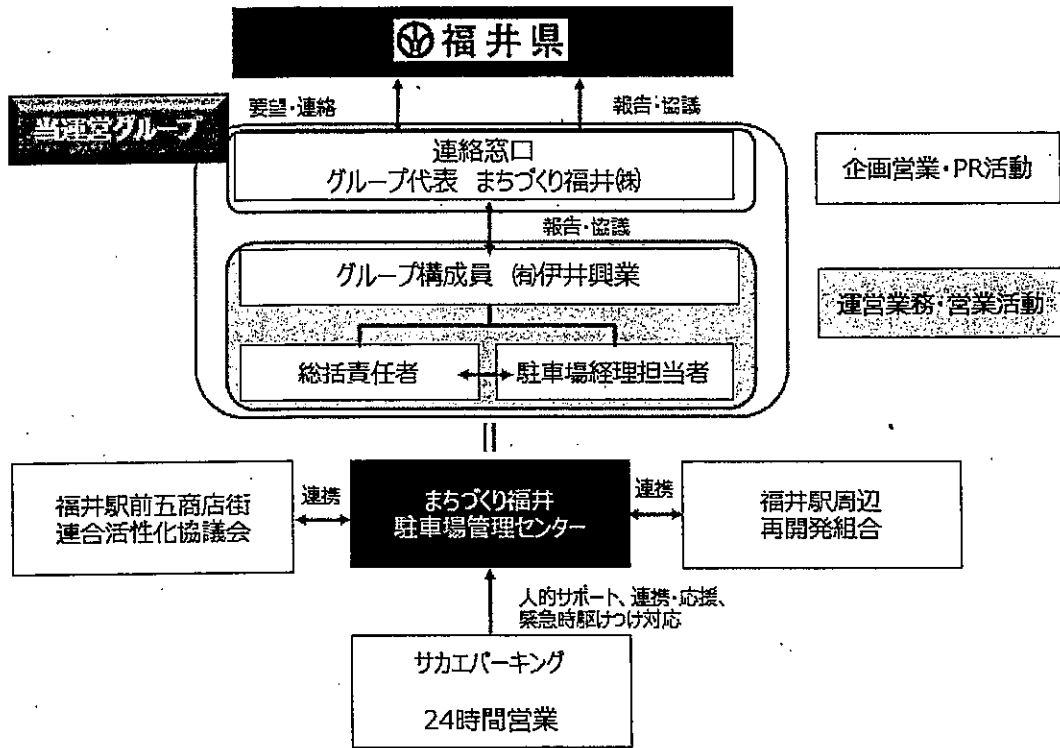 福井県
要望・連絡
報告・協議
当運営グループ
連絡窓口
グループ代表 まちづくり福井㈱
企画営業・PR活動
報告・協議
グループ構成員 ㈲伊井興業
運営業務・営業活動
総括責任者
駐車場経理担当者
福井駅前五商店街
連合活性化協議会
連携
まちづくり福井
駐車場管理センター
連携
福井駅周辺
再開発組合
人的サポート、連携・応援、
緊急時駆けつけ対応
サカエパーキング
24時間営業